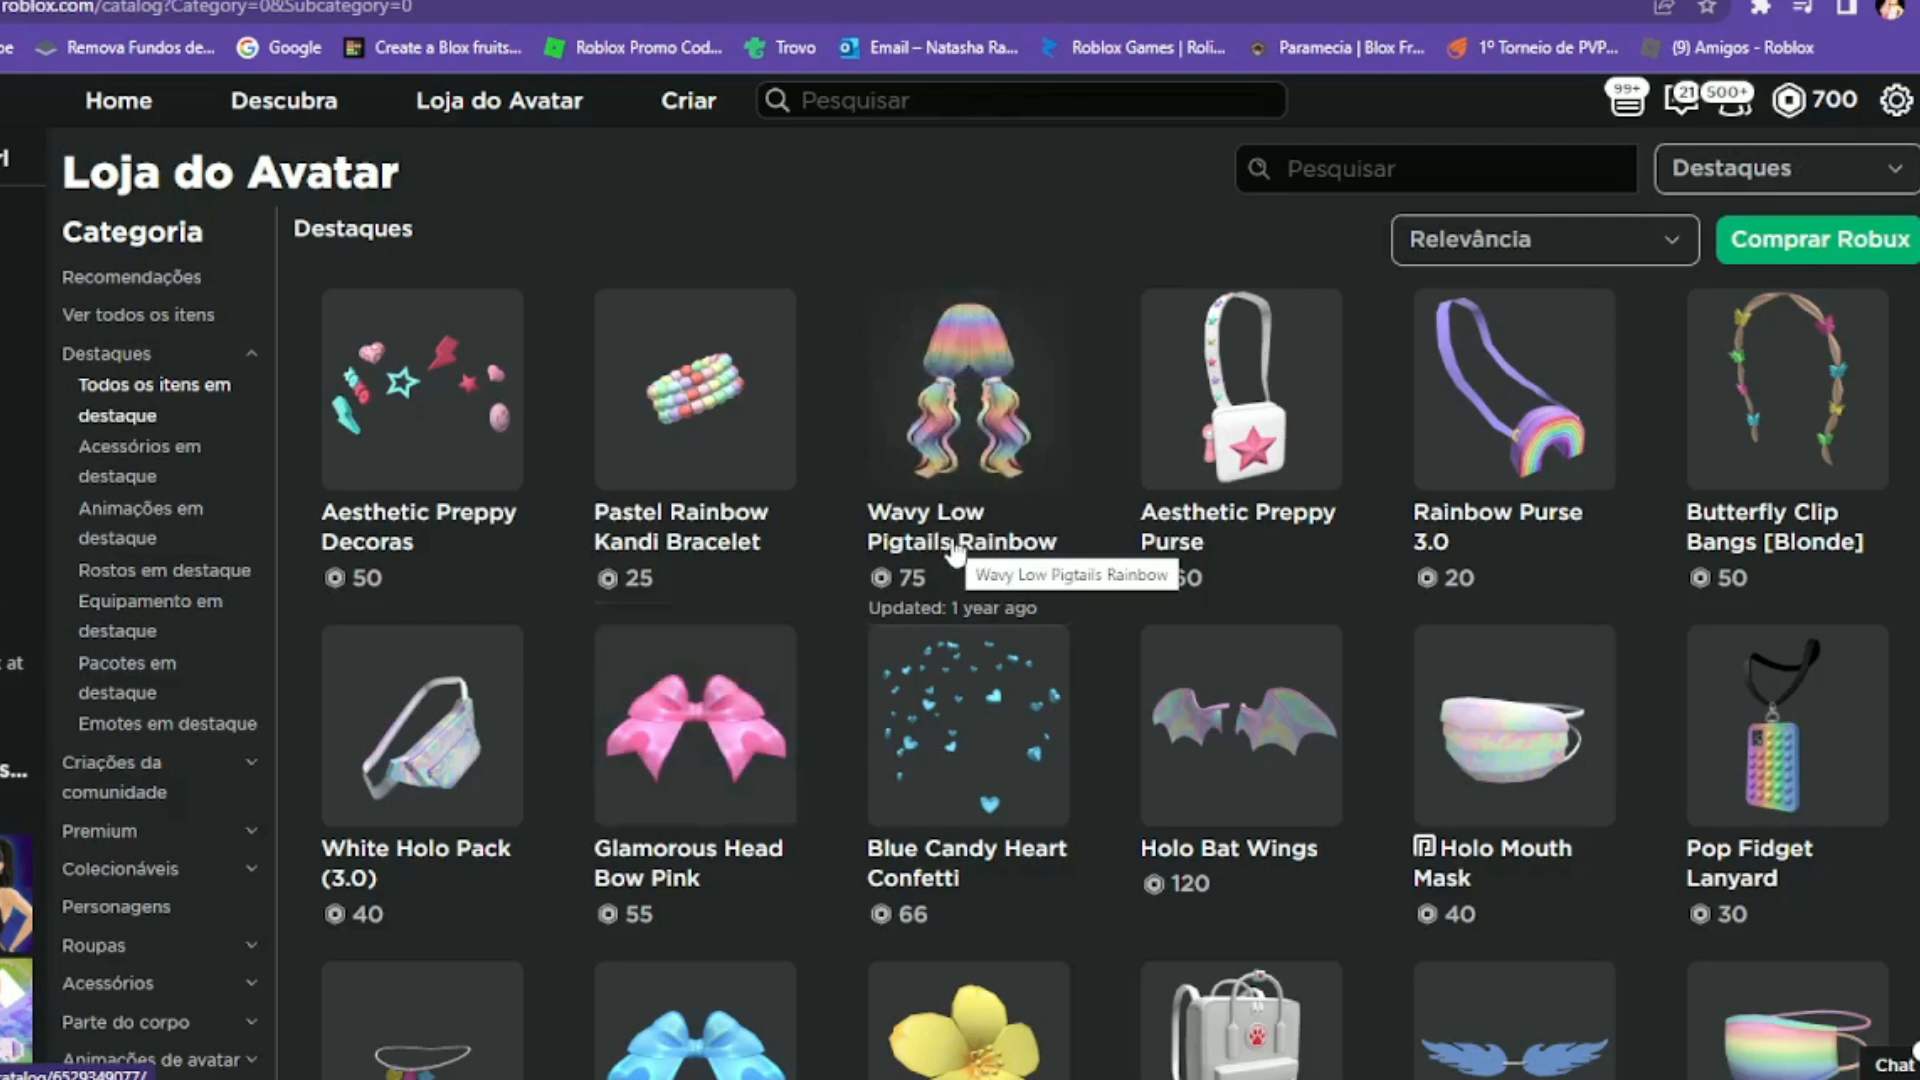 roblox.com/catalog?Category=0&Subcategory=0
Remova Fundos de...
Google
Create a Blox fruits...
Roblox Promo Cod...
Trovo
Email – Natasha Ra...
Roblox Games | Roli...
Paramecia | Blox Fr...
1º Torneio de PVP...
(9) Amigos - Roblox
Home
Descubra
Loja do Avatar
Criar
Pesquisar
99+
21
500+
700
Loja do Avatar
Pesquisar
Destaques
Categoria
Destaques
Relevância
Comprar Robux
Recomendações
Ver todos os itens
Destaques
Todos os itens em
destaque
Acessórios em
destaque
Animações em
destaque
Rostos em destaque
Equipamento em
destaque
Pacotes em
destaque
Emotes em destaque
Criações da
comunidade
Premium
Colecionáveis
Personagens
Roupas
Acessórios
Parte do corpo
Animações de avatar
Aesthetic Preppy
Decoras
50
Pastel Rainbow
Kandi Bracelet
25
Wavy Low
Pigtails Rainbow
75
Updated: 1 year ago
Wavy Low Pigtails Rainbow
Aesthetic Preppy
Purse
Rainbow Purse
3.0
20
Butterfly Clip
Bangs [Blonde]
50
White Holo Pack
(3.0)
40
Glamorous Head
Bow Pink
55
Blue Candy Heart
Confetti
66
Holo Bat Wings
120
Holo Mouth
Mask
40
Pop Fidget
Lanyard
30
at
s...
catalog/6529349077/
Chat